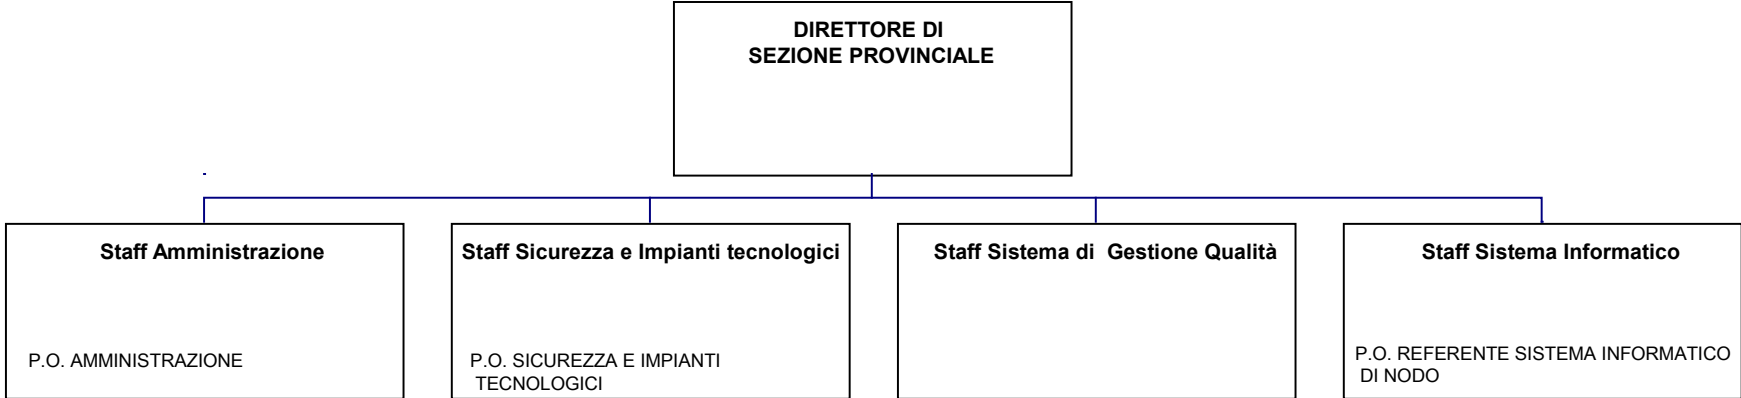 DIRETTORE DI
SEZIONE PROVINCIALE
Staff Amministrazione
P.O. AMMINISTRAZIONE
Staff Sicurezza e Impianti tecnologici
P.O. SICUREZZA E IMPIANTI
TECNOLOGICI
Staff Sistema di Gestione Qualità
Staff Sistema Informatico
P.O. REFERENTE SISTEMA INFORMATICO
DI NODO